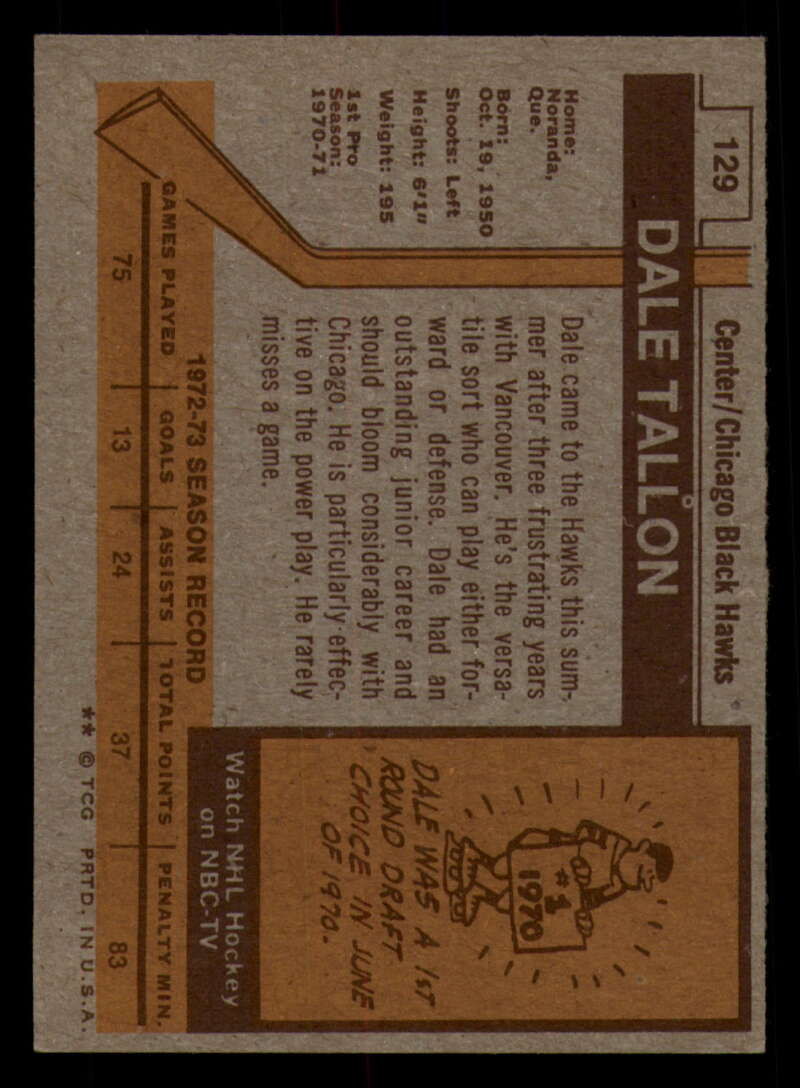 129
Center/Chicago Black Hawks
DALE TALLON
Home:
Noranda,
Que.
Born:
Oct. 19, 1950
Shoots: Left
Height: 6'1"
Weight: 195
1st Pro
Season:
1970-71
Dale came to the Hawks this sum-
mer after three frustrating years
with Vancouver. He's the versa-
tile sort who can play either for-
ward or defense. Dale had an
outstanding junior career and
should bloom considerably with
Chicago. He is particularly effec-
tive on the power play. He rarely
misses a game.
#1
1970
DALE WAS A 1ST
ROUND DRAFT
CHOICE IN JUNE
OF 1970.
Watch NHL Hockey
on NBC-TV
1972-73 SEASON RECORD
GAMES PLAYED GOALS ASSISTS TOTAL POINTS PENALTY MIN.
75 13 24 37 83
** © TCG PRTD. IN U.S.A.